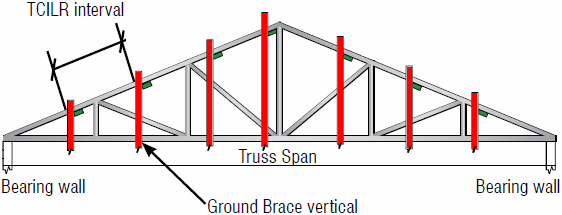 TCILR interval
Truss Span
Bearing wall
Bearing wall
Ground Brace vertical